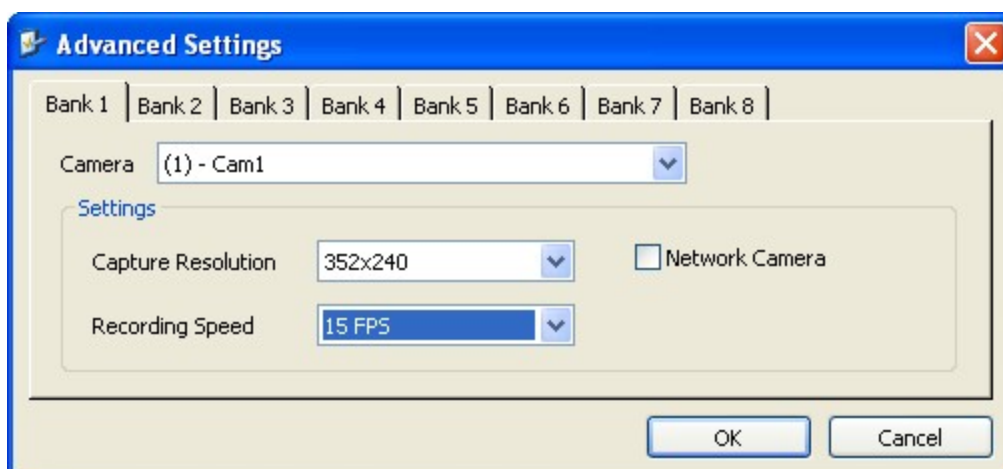 Advanced Settings
Bank 1 Bank 2 Bank 3 Bank 4 Bank 5 Bank 6 Bank 7 Bank 8
Camera (1) - Cam1
Settings
Capture Resolution 352x240 Network Camera
Recording Speed 15 FPS
OK Cancel